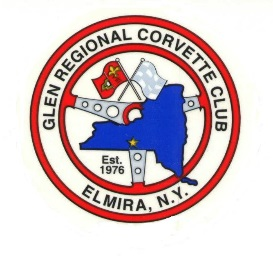 GLEN REGIONAL CORVETTE CLUB
Est.
1976
ELMIRA, N.Y.